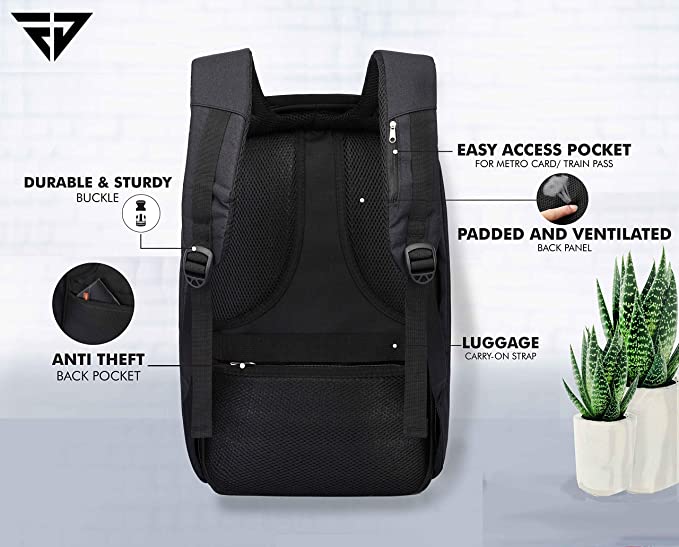 EASY ACCESS POCKET
FOR METRO CARD/ TRAIN PASS
DURABLE & STURDY
BUCKLE
PADDED AND VENTILATED
BACK PANEL
ANTI THEFT
BACK POCKET
LUGGAGE
CARRY-ON STRAP